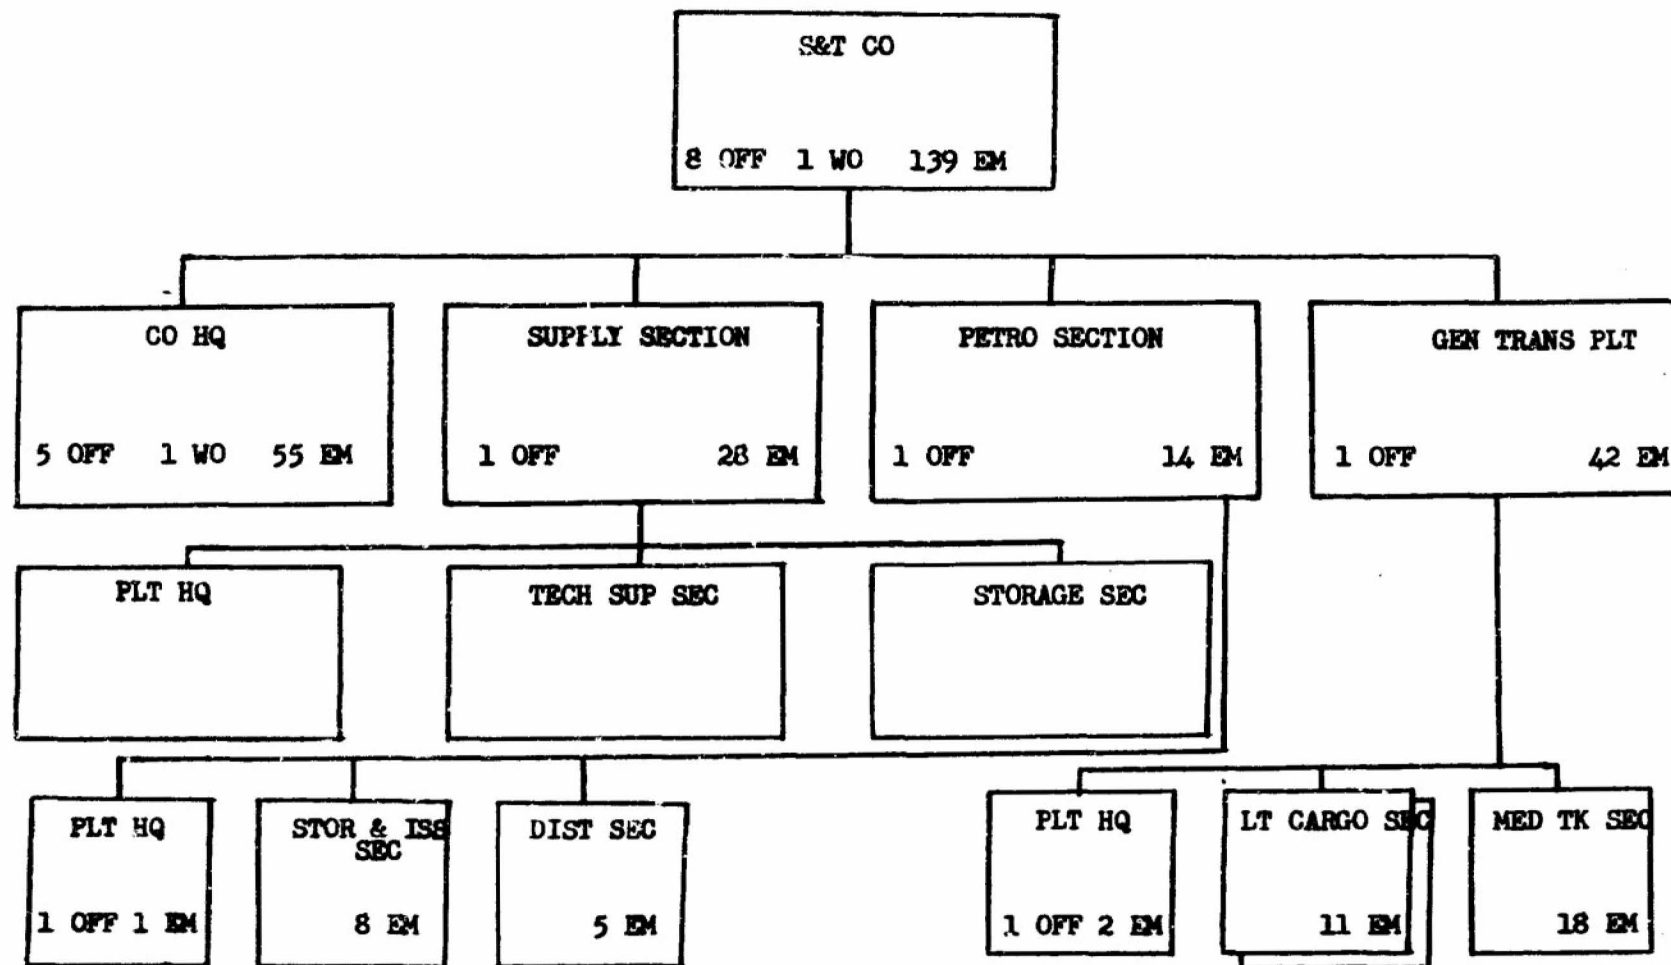 S&T CO
8 OFF 1 WO 139 EM
CO HQ
5 OFF 1 WO 55 EM
SUPPLY SECTION
1 OFF 28 EM
PETRO SECTION
1 OFF 14 EM
GEN TRANS PLT
1 OFF 42 EM
PLT HQ
TECH SUP SEC
STORAGE SEC
PLT HQ
1 OFF 1 EM
STOR & ISS
SEC
8 EM
DIST SEC
5 EM
PLT HQ
1 OFF 2 EM
LT CARGO SEC
11 EM
MED TK SEC
18 EM